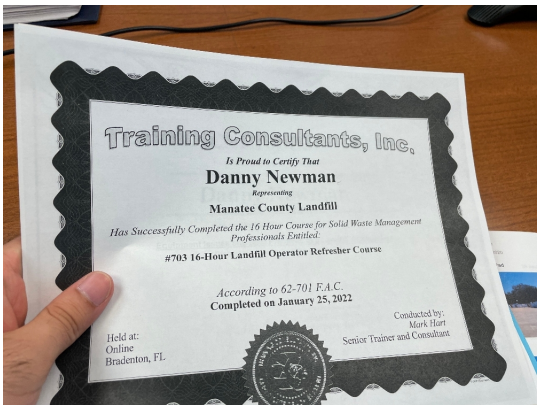 Training Consultants, Inc.
Is Proud to Certify That
Danny Newman
Representing
Manatee County Landfill
Has Successfully Completed the 16 Hour Course for Solid Waste Management
Professionals Entitled:
#703 16-Hour Landfill Operator Refresher Course
According to 62-701 F.A.C.
Completed on January 25, 2022
Held at:
Online
Bradenton, FL
Conducted by:
Mark Hart
Senior Trainer and Consultant